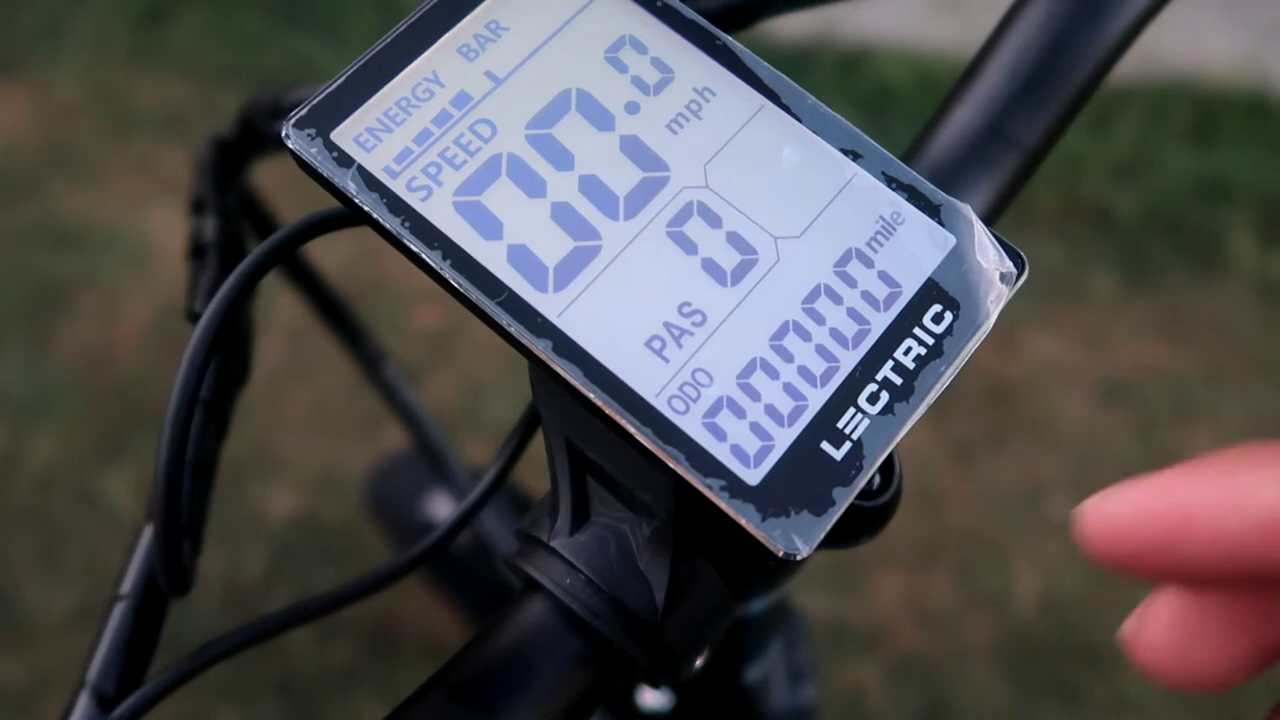 ENERGY BAR
SPEED
00.0 mph
PAS 0
ODO 00000 mile
LECTRIC